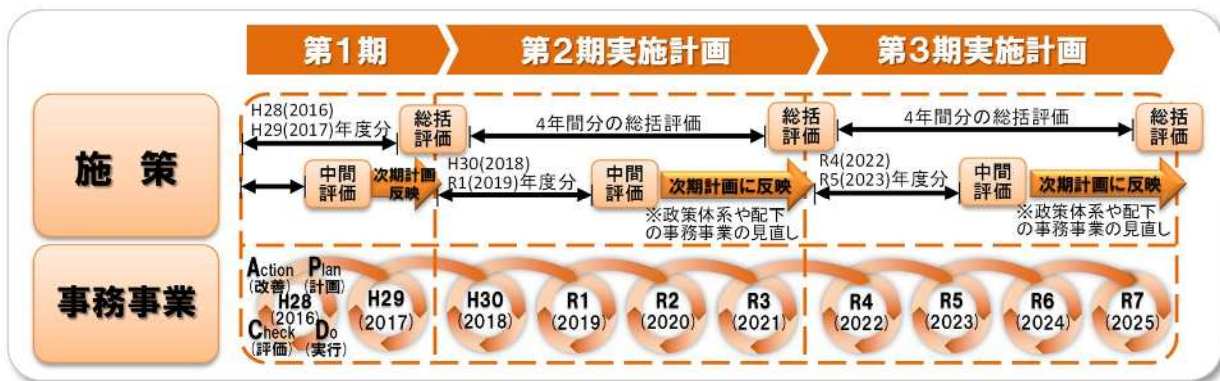 第1期
第2期実施計画
第3期実施計画
施 策
H28(2016)
H29(2017)年度分
総括
評価
4年間分の総括評価
総括
評価
4年間分の総括評価
総括
評価
中間
評価
次期計画
反映
H30(2018)
R1(2019)年度分
中間
評価
次期計画に反映
※政策体系や配下
の事務事業の見直し
R4(2022)
R5(2023)年度分
中間
評価
次期計画に反映
※政策体系や配下
の事務事業の見直し
事務事業
Action
(改善)
Plan
(計画)
Check
(評価)
Do
(実行)
H28
(2016)
H29
(2017)
H30
(2018)
R1
(2019)
R2
(2020)
R3
(2021)
R4
(2022)
R5
(2023)
R6
(2024)
R7
(2025)